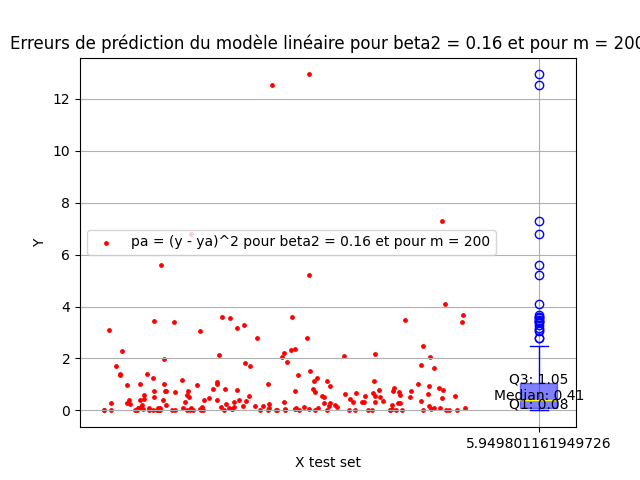 Erreurs de prédiction du modèle linéaire pour beta2 = 0.16 et pour m = 200
Y
12
10
8
6
4
2
0
pa = (y - ya)^2 pour beta2 = 0.16 et pour m = 200
Q3: 1.05
Median: 0.41
Q1: 0.08
5.949801161949726
X test set